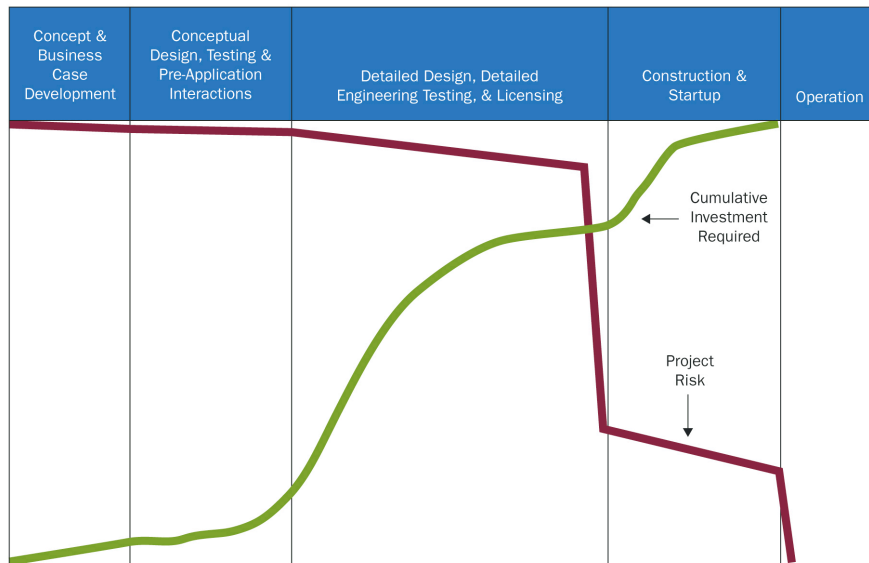 Concept &
Business
Case
Development
Conceptual
Design, Testing &
Pre-Application
Interactions
Detailed Design, Detailed
Engineering Testing, & Licensing
Construction &
Startup
Operation
Cumulative
Investment
Required
Project
Risk